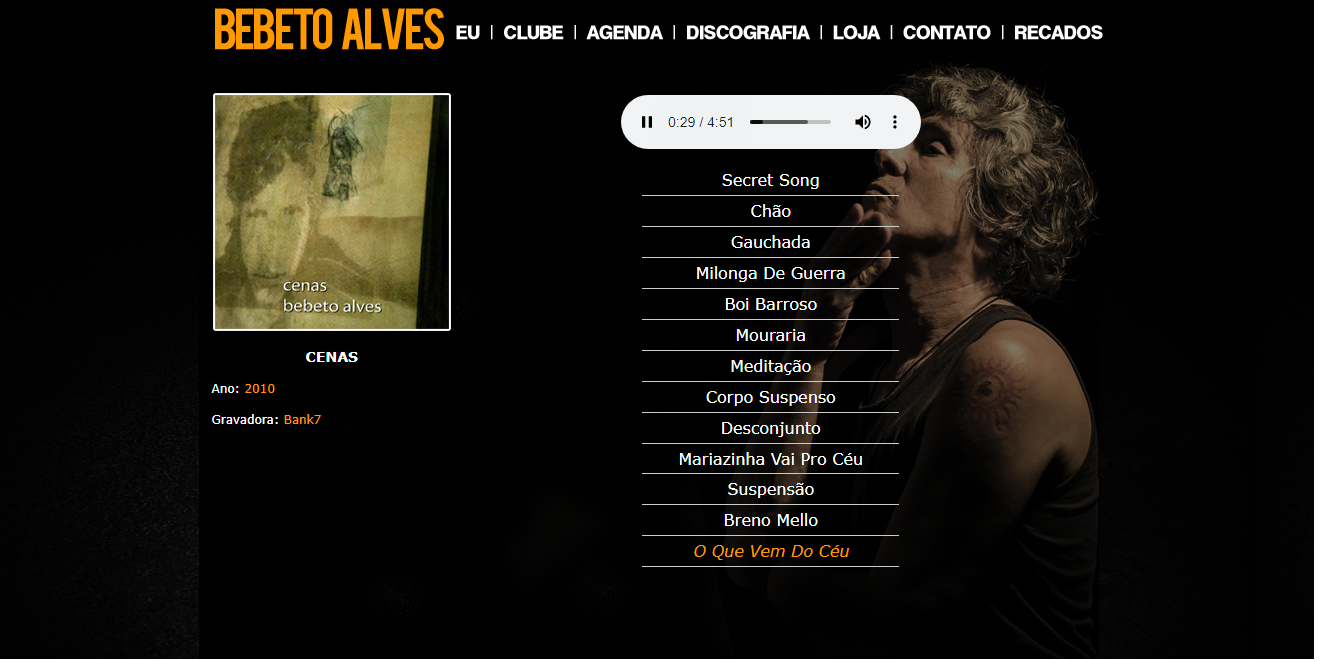 BEBETO ALVES EU | CLUBE | AGENDA | DISCOGRAFIA | LOJA | CONTATO | RECADOS
cenas
bebeto alves
CENAS
Ano: 2010
Gravadora: Bank7
0:29 / 4:51
Secret Song
Chão
Gauchada
Milonga De Guerra
Boi Barroso
Mouraria
Meditação
Corpo Suspenso
Desconjunto
Mariazinha Vai Pro Céu
Suspensão
Breno Mello
O Que Vem Do Céu